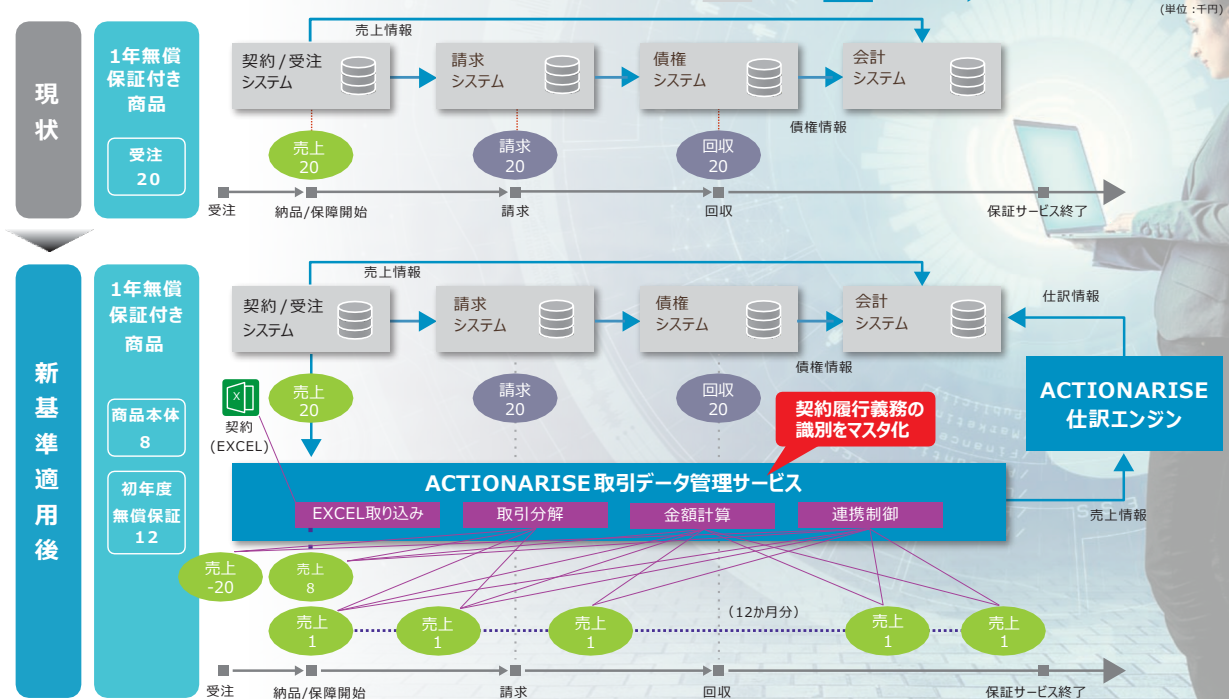 (単位:千円)
現
状
1年無償
保証付き
商品
受注
20
売上情報
契約/受注
システム
請求
システム
債権
システム
会計
システム
債権情報
売上
20
請求
20
回収
20
受注
納品/保障開始
請求
回収
保証サービス終了
新
基
準
適
用
後
1年無償
保証付き
商品
商品本体
8
初年度
無償保証
12
売上情報
契約/受注
システム
請求
システム
債権
システム
会計
システム
仕訳情報
債権情報
契約
(EXCEL)
売上
20
請求
20
回収
20
契約履行義務の
識別をマスタ化
ACTIONARISE
仕訳エンジン
ACTIONARISE取引データ管理サービス
EXCEL取り込み
取引分解
金額計算
連携制御
売上情報
売上
-20
売上
8
売上
1
売上
1
売上
1
(12か月分)
売上
1
売上
1
受注
納品/保障開始
請求
回収
保証サービス終了